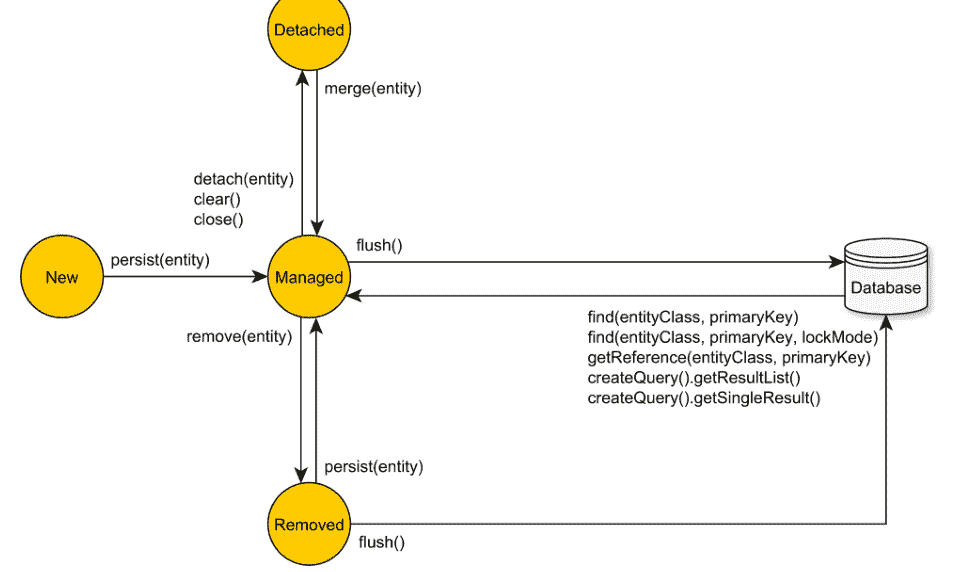 Detached
merge(entity)
detach(entity)
clear()
close()
flush()
persist(entity)
New
Managed
Database
find(entityClass, primaryKey)
remove(entity)
find(entityClass, primaryKey, lockMode)
getReference(entityClass, primaryKey)
createQuery().getResultList()
createQuery().getSingleResult()
persist(entity)
Removed
flush()